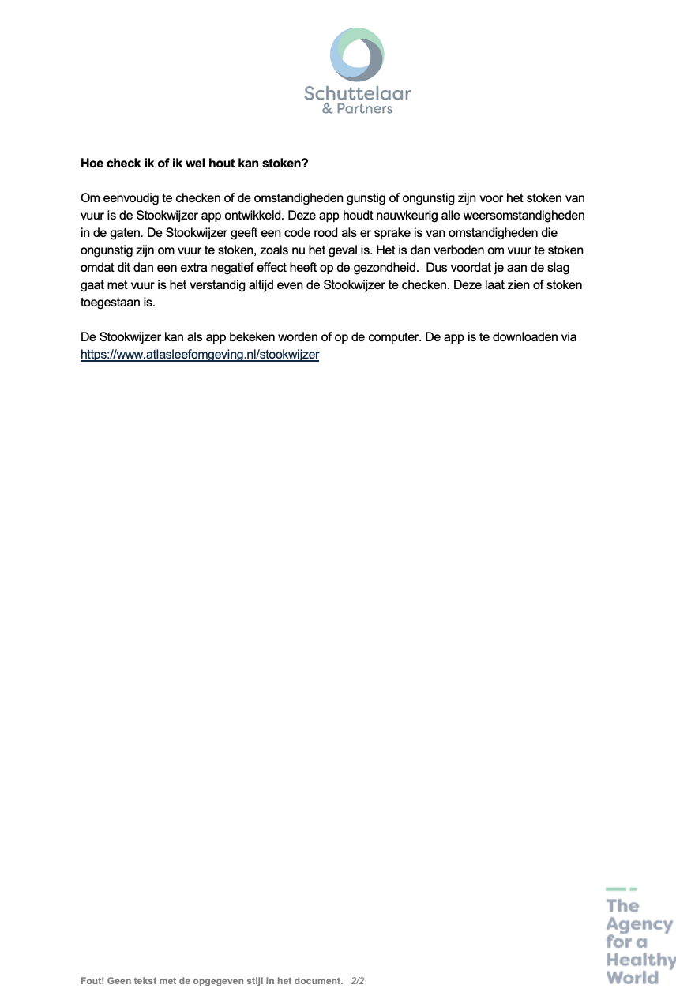 Schuttelaar
& Partners
Hoe check ik of ik wel hout kan stoken?
Om eenvoudig te checken of de omstandigheden gunstig of ongunstig zijn voor het stoken van
vuur is de Stookwijzer app ontwikkeld. Deze app houdt nauwkeurig alle weersomstandigheden
in de gaten. De Stookwijzer geeft een code rood als er sprake is van omstandigheden die
ongunstig zijn om vuur te stoken, zoals nu het geval is. Het is dan verboden om vuur te stoken
omdat dit dan een extra negatief effect heeft op de gezondheid.  Dus voordat je aan de slag
gaat met vuur is het verstandig altijd even de Stookwijzer te checken. Deze laat zien of stoken
toegestaan is.
De Stookwijzer kan als app bekeken worden of op de computer. De app is te downloaden via
https://www.atlasleefomgeving.nl/stookwijzer
The
Agency
for a
Healthy
World
Fout! Geen tekst met de opgegeven stijl in het document. 2/2